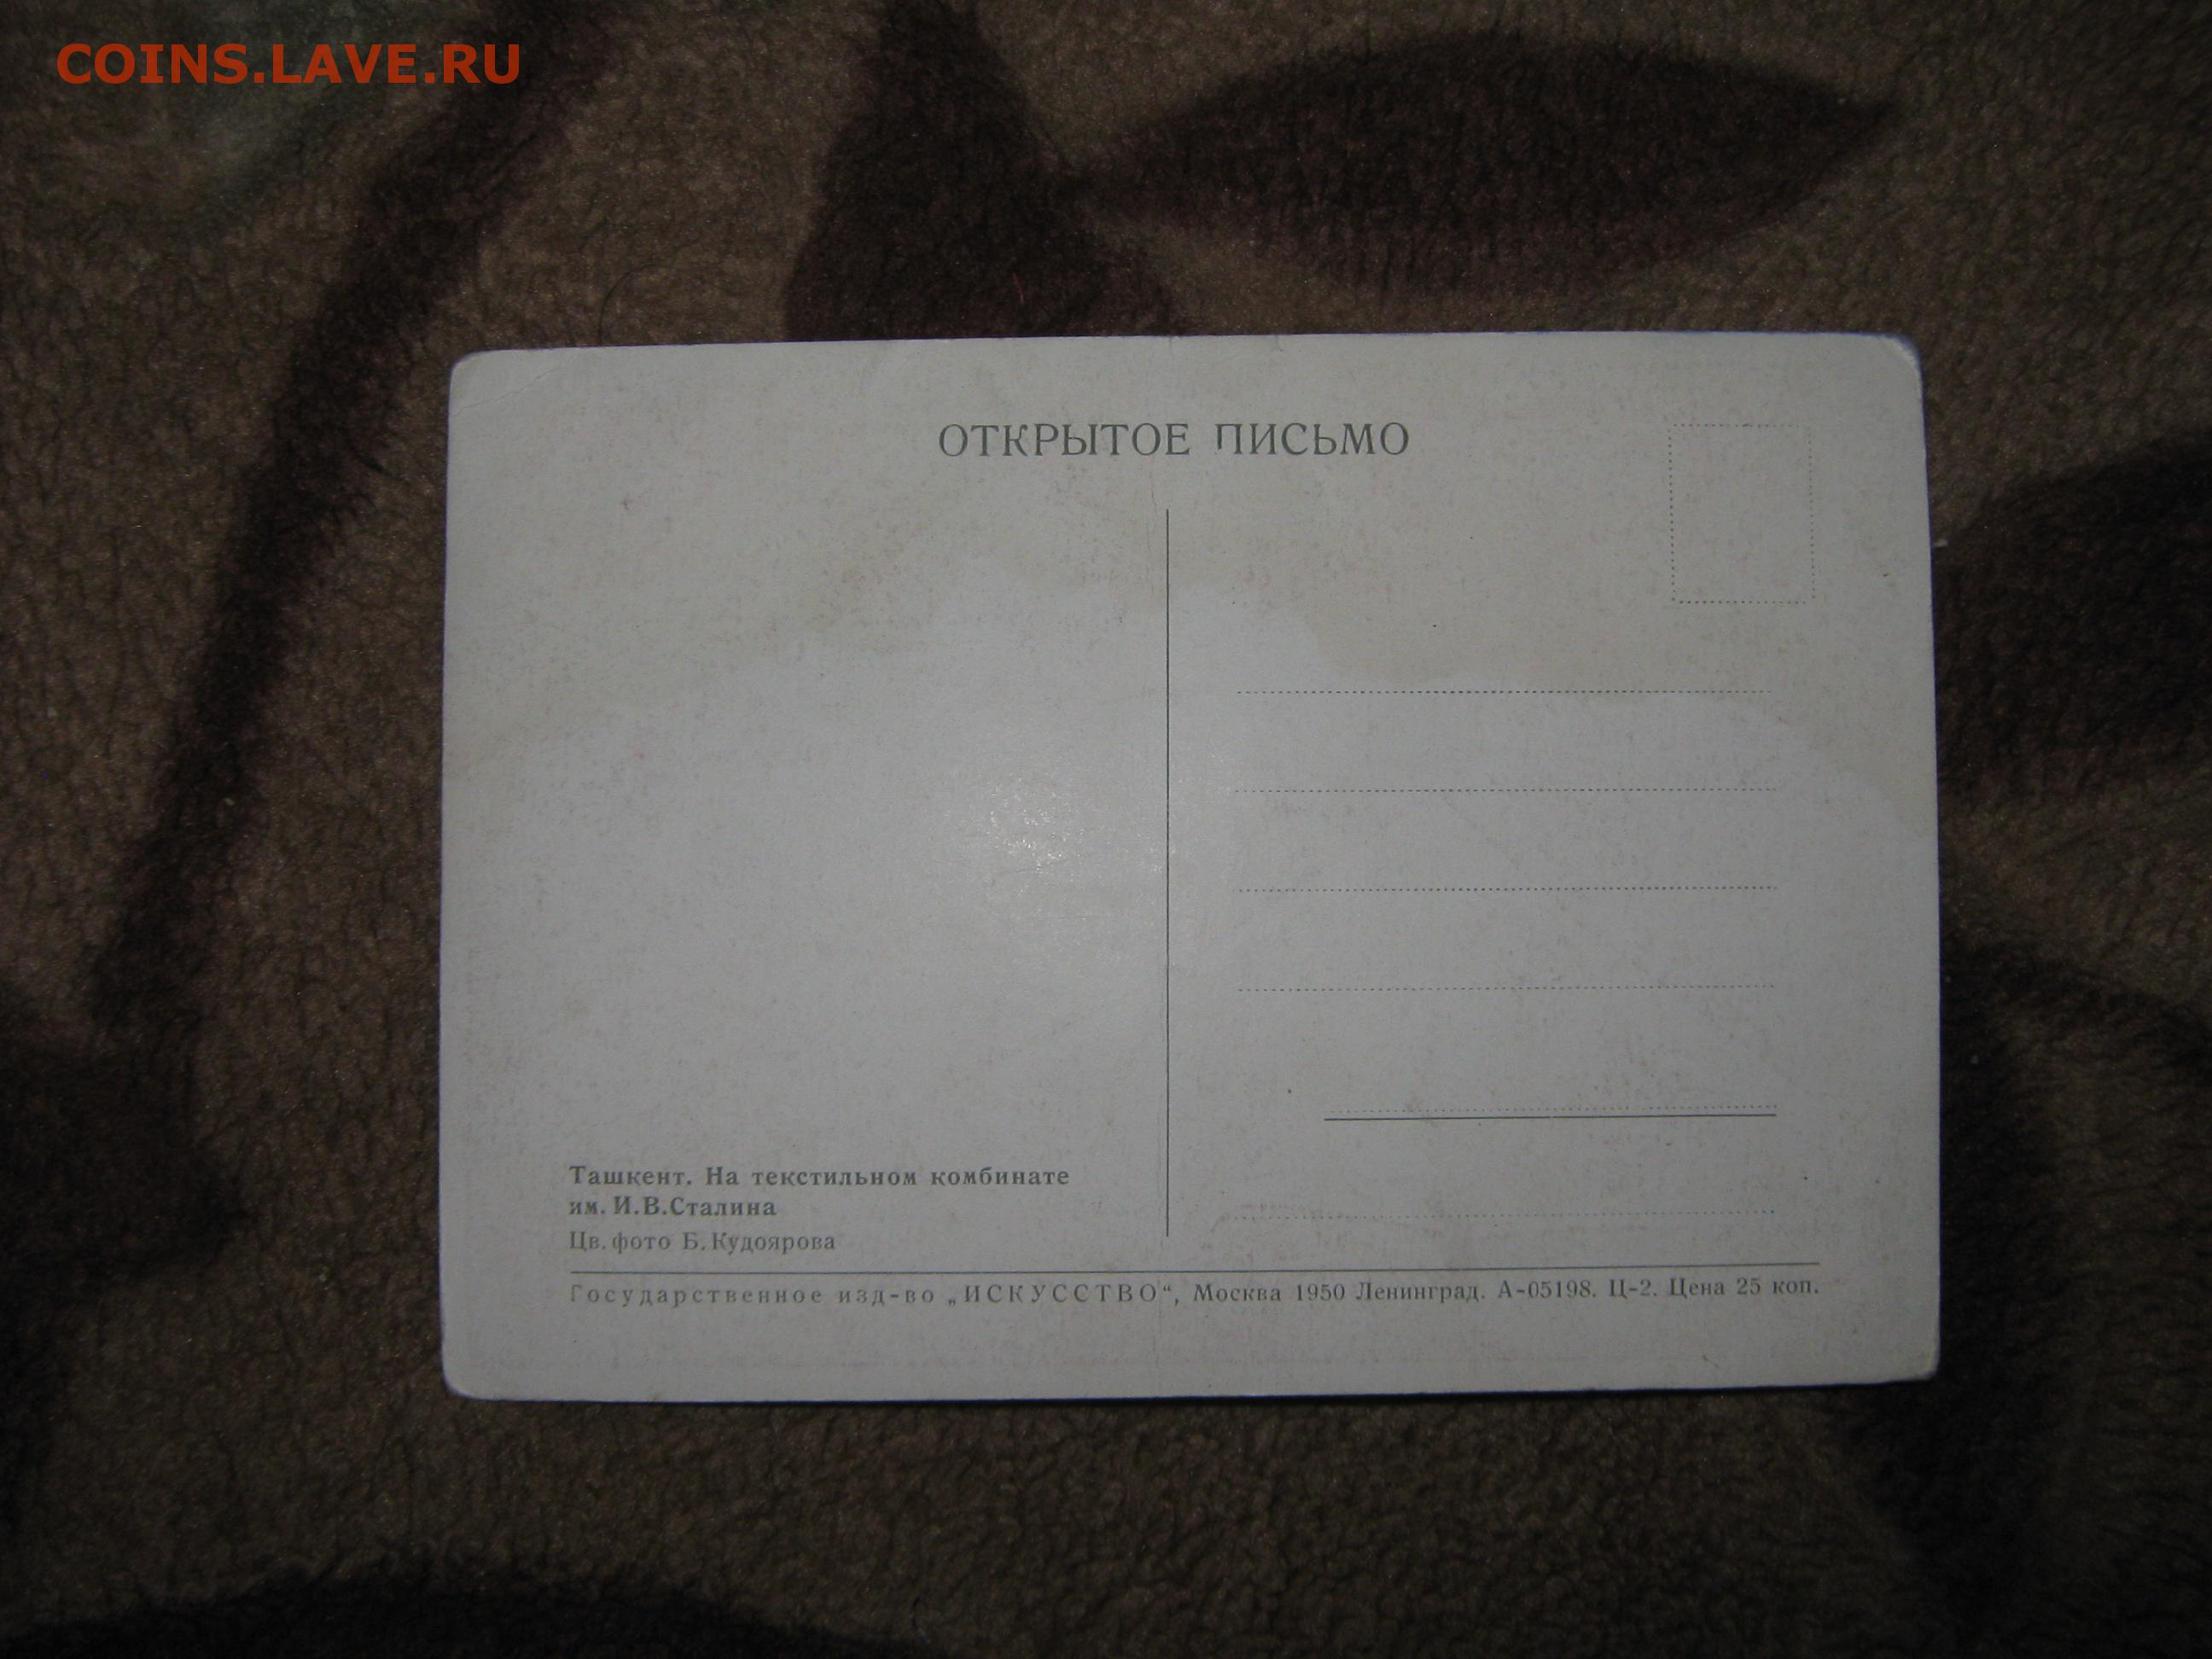 COINS.LAVE.RU
ОТКРЫТОЕ ПИСЬМО
Ташкент. На текстильном комбинате
им. И.В.Сталина
Цв. фото Б. Кудоярова
Государственное изд-во „ИСКУССТВО“, Москва 1950 Ленинград. А-05198. Ц-2. Цена 25 коп.